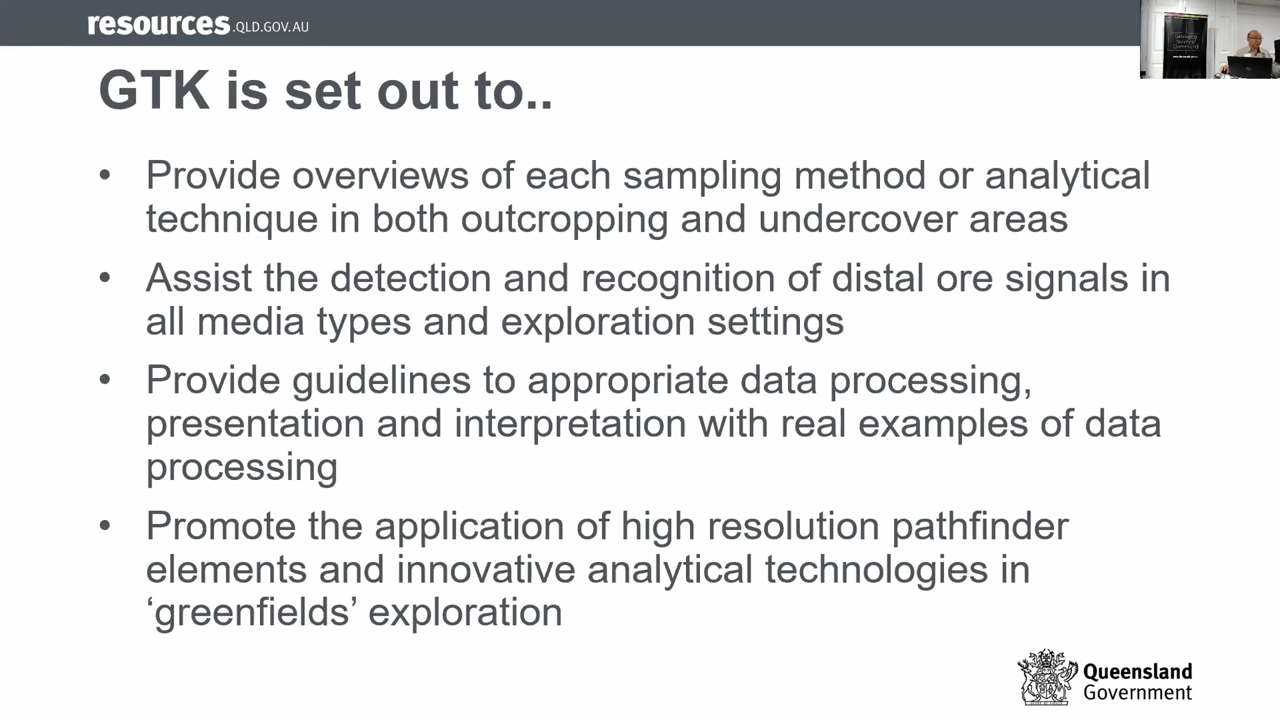 resources.QLD.GOV.AU
GTK is set out to..
• Provide overviews of each sampling method or analytical
technique in both outcropping and undercover areas
• Assist the detection and recognition of distal ore signals in
all media types and exploration settings
• Provide guidelines to appropriate data processing,
presentation and interpretation with real examples of data
processing
• Promote the application of high resolution pathfinder
elements and innovative analytical technologies in
‘greenfields’ exploration
Queensland
Government